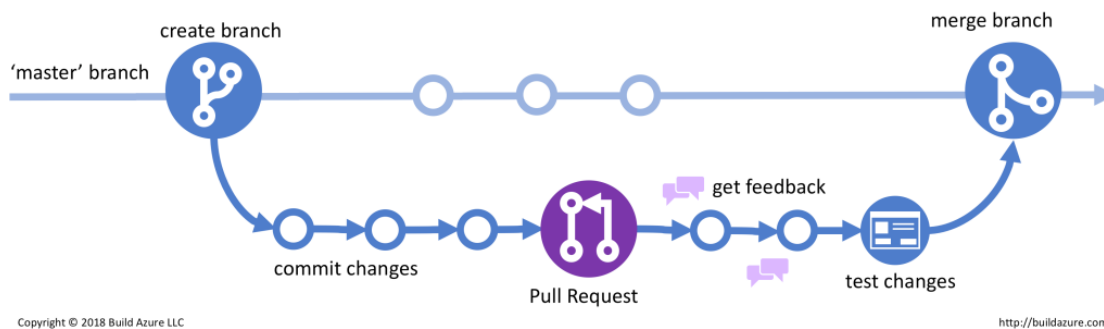 create branch
merge branch
‘master’ branch
get feedback
commit changes
Pull Request
test changes
Copyright © 2018 Build Azure LLC
http://buildazure.com